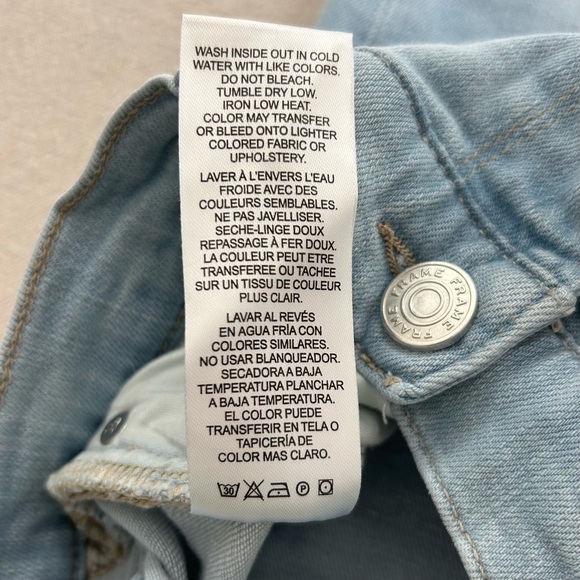 WASH INSIDE OUT IN COLD
WATER WITH LIKE COLORS.
DO NOT BLEACH.
TUMBLE DRY LOW.
IRON LOW HEAT.
COLOR MAY TRANSFER
OR BLEED ONTO LIGHTER
COLORED FABRIC OR
UPHOLSTERY.
LAVER À L'ENVERS L'EAU
FROIDE AVEC DES
COULEURS SEMBLABLES.
NE PAS JAVELLISER.
SECHE-LINGE DOUX
REPASSAGE À FER DOUX.
LA COULEUR PEUT ETRE
TRANSFEREE OU TACHEE
SUR UN TISSU DE COULEUR
PLUS CLAIR.
LAVAR AL REVÉS
EN AGUA FRÍA CON
COLORES SIMILARES.
NO USAR BLANQUEADOR.
SECADORA A BAJA
TEMPERATURA PLANCHAR
A BAJA TEMPERATURA.
EL COLOR PUEDE
TRANSFERIR EN TELA O
TAPICERÍA DE
COLOR MAS CLARO.
30 P
FRAME FRAME FRAME